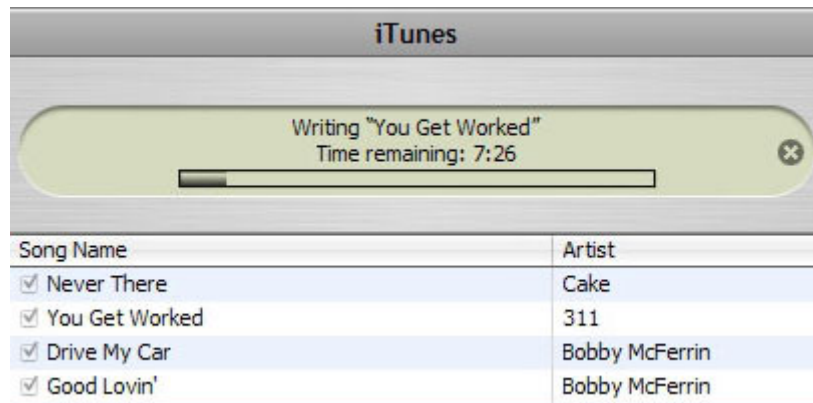 iTunes
Writing "You Get Worked"
Time remaining: 7:26
Song Name Artist
Never There Cake
You Get Worked 311
Drive My Car Bobby McFerrin
Good Lovin' Bobby McFerrin